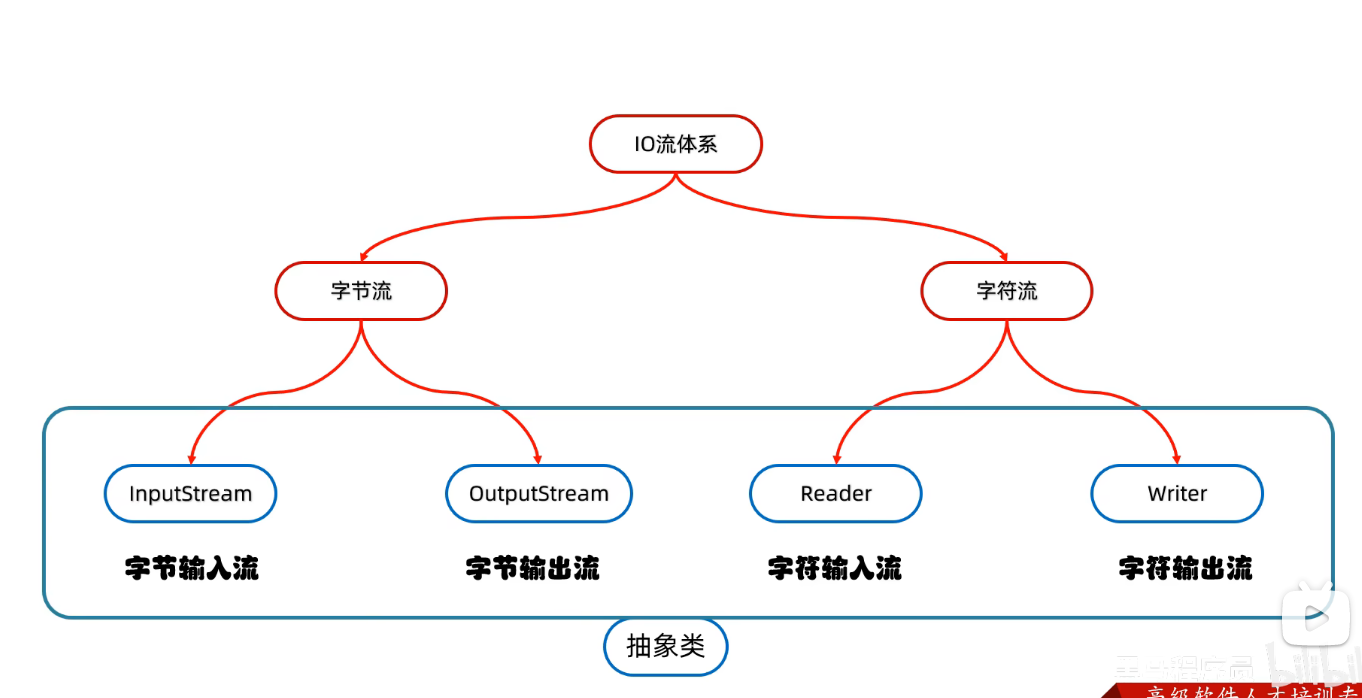 IO流体系
字节流
字符流
InputStream
OutputStream
Reader
Writer
字节输入流
字节输出流
字符输入流
字符输出流
抽象类
bilibil
高级软件人才培训专